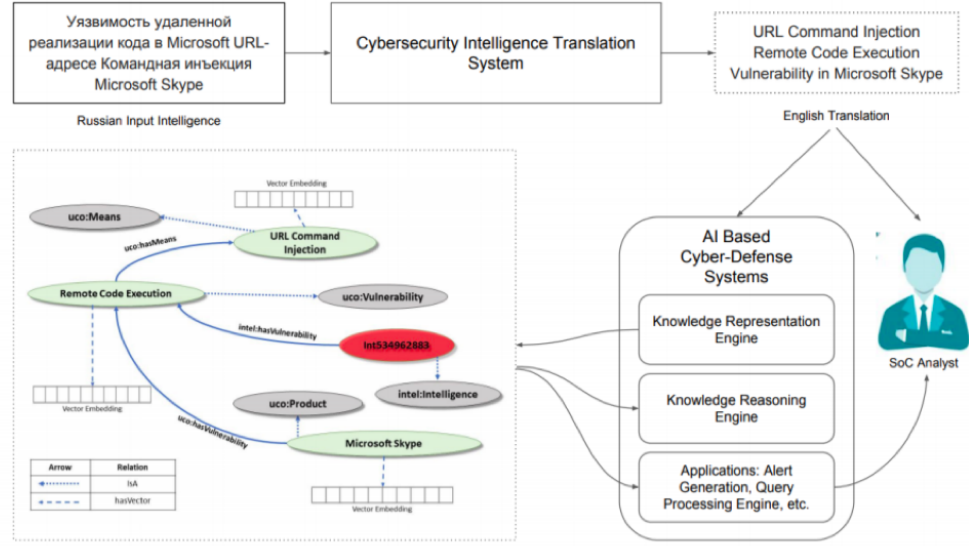 Уязвимость удаленной
реализации кода в Microsoft URL-
адресе Командная инъекция
Microsoft Skype
Russian Input Intelligence
Cybersecurity Intelligence Translation
System
URL Command Injection
Remote Code Execution
Vulnerability in Microsoft Skype
English Translation
Vector Embedding
uco:Means
URL Command
Injection
uco:hasMeans
Remote Code Execution
uco:Vulnerability
intel:hasVulnerability
Int534962883
intel:Intelligence
Vector Embedding
uco:Product
uco:hasVulnerability
Microsoft Skype
Vector Embedding
Arrow Relation
IsA
hasVector
AI Based
Cyber-Defense
Systems
Knowledge Representation
Engine
Knowledge Reasoning
Engine
Applications: Alert
Generation, Query
Processing Engine, etc.
SoC Analyst